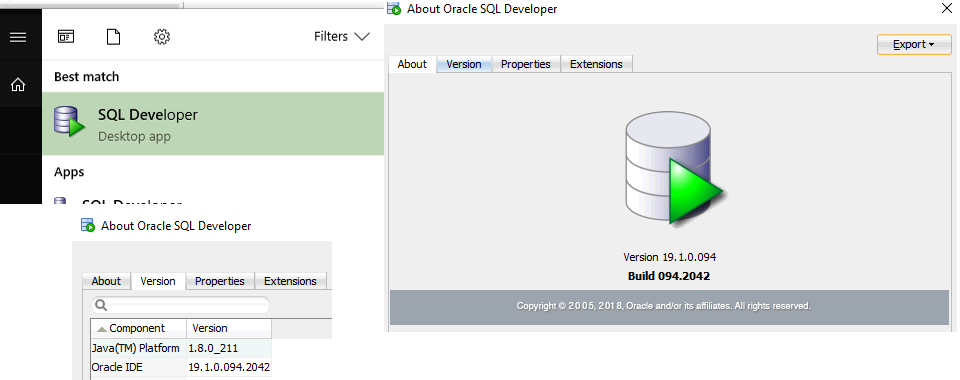 Filters
Best match
SQL Developer
Desktop app
Apps
SQL Developer
About Oracle SQL Developer
About Version Properties Extensions
Component Version
Java(TM) Platform 1.8.0_211
Oracle IDE 19.1.0.094.2042
About Oracle SQL Developer
Export
About Version Properties Extensions
Version 19.1.0.094
Build 094.2042
Copyright © 2005, 2018, Oracle and/or its affiliates. All rights reserved.